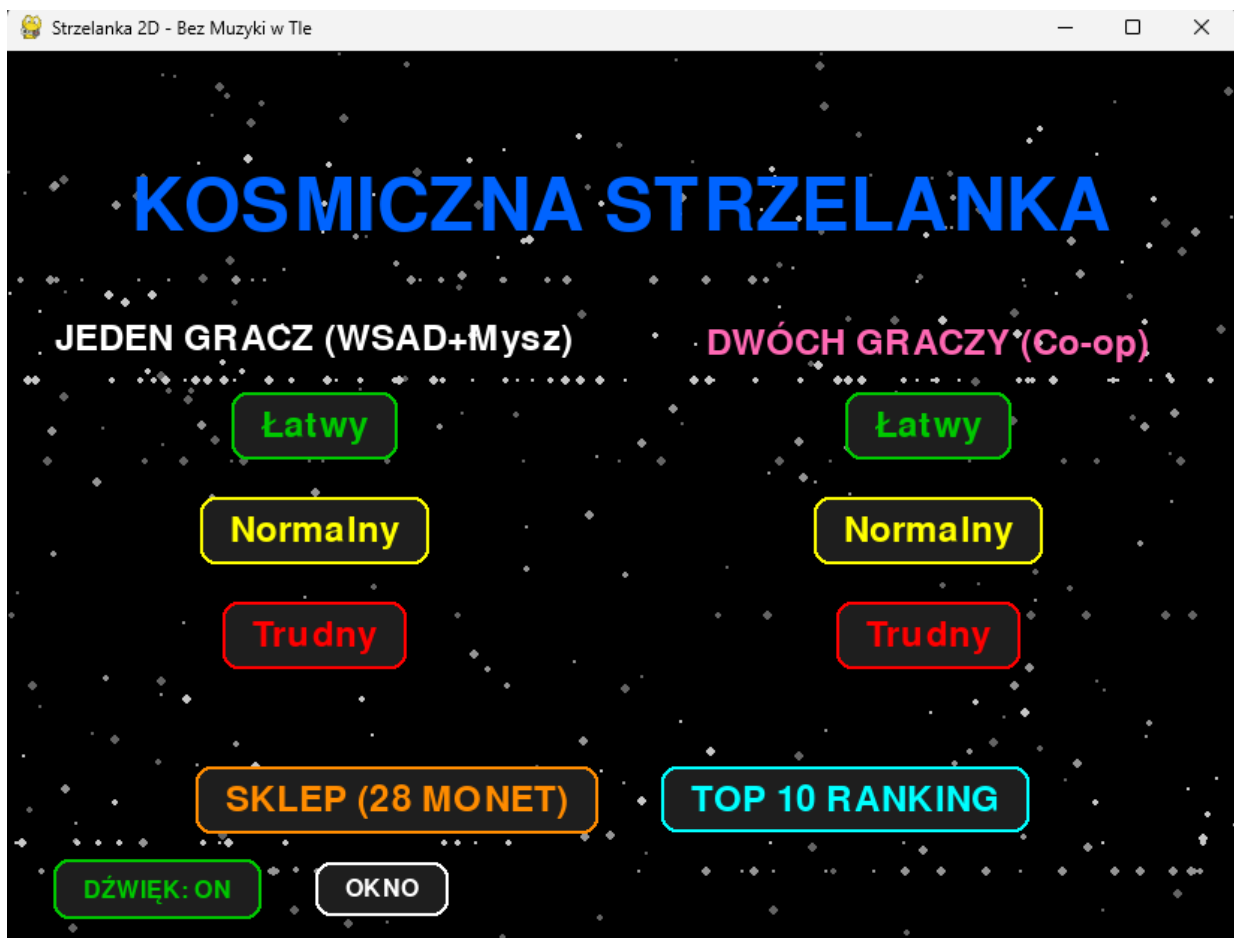 Strzelanka 2D - Bez Muzyki w Tle
KOSMICZNA STRZELANKA
JEDEN GRACZ (WSAD+Mysz)
DWÓCH GRACZY (Co-op)
Łatwy
Łatwy
Normalny
Normalny
Trudny
Trudny
SKLEP (28 MONET)
TOP 10 RANKING
DŹWIĘK: ON
OKNO